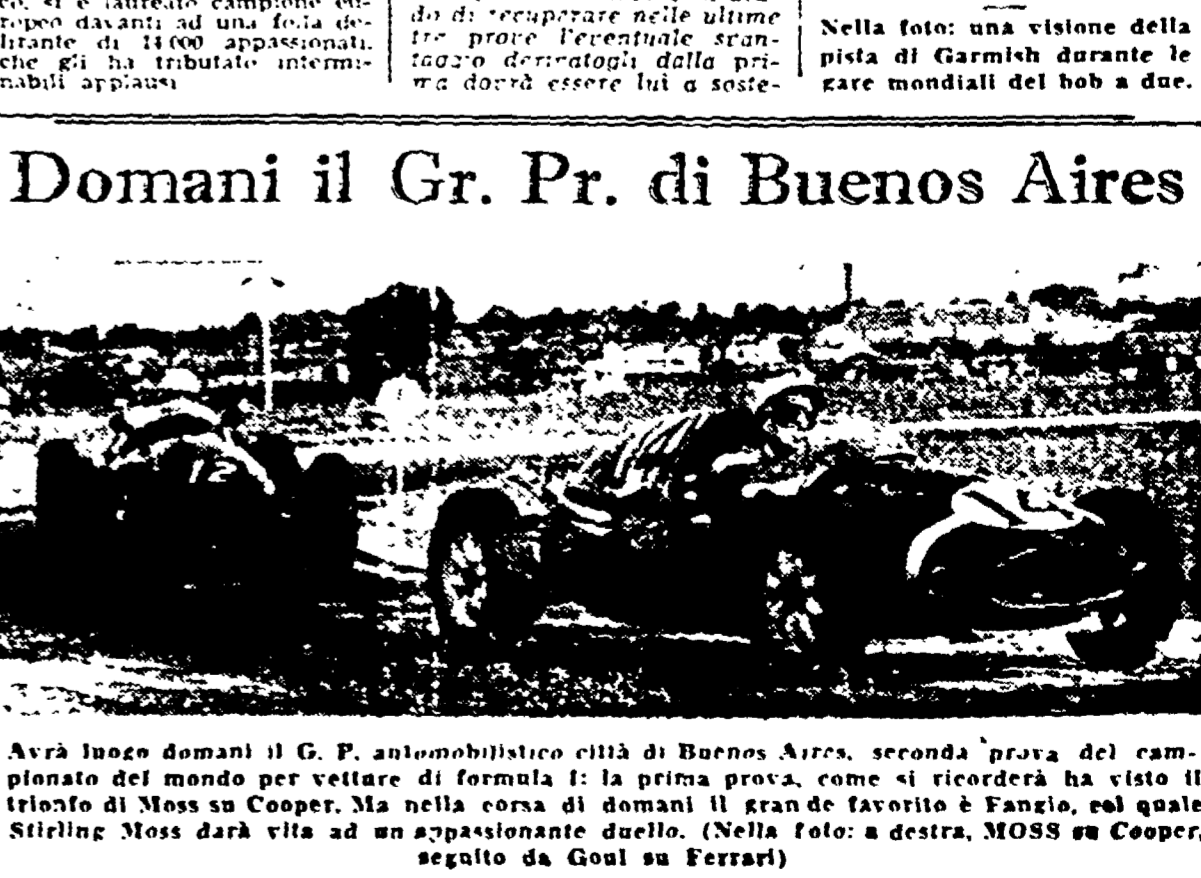 co, si è laureato campione eu-
ropeo davanti ad una folla de-
lirante di 14 000 appassionati,
che gli ha tributato intermi-
nabili applausi
do di recuperare nelle ultime
tre prove l'eventuale svan-
taggio derivatogli dalla pri-
ma dovrà essere lui a soste-
Nella foto: una visione della
pista di Garmish durante le
gare mondiali del bob a due.
Domani il Gr. Pr. di Buenos Aires
12
Avrà luogo domani il G. P. automobilistico città di Buenos Aires, seconda prova del cam-
pionato del mondo per vetture di formula 1: la prima prova, come si ricorderà ha visto il
trionfo di Moss su Cooper. Ma nella corsa di domani il grande favorito è Fangio, col quale
Stirling Moss darà vita ad un appassionante duello. (Nella foto: a destra, MOSS su Cooper,
seguito da Goul su Ferrari)